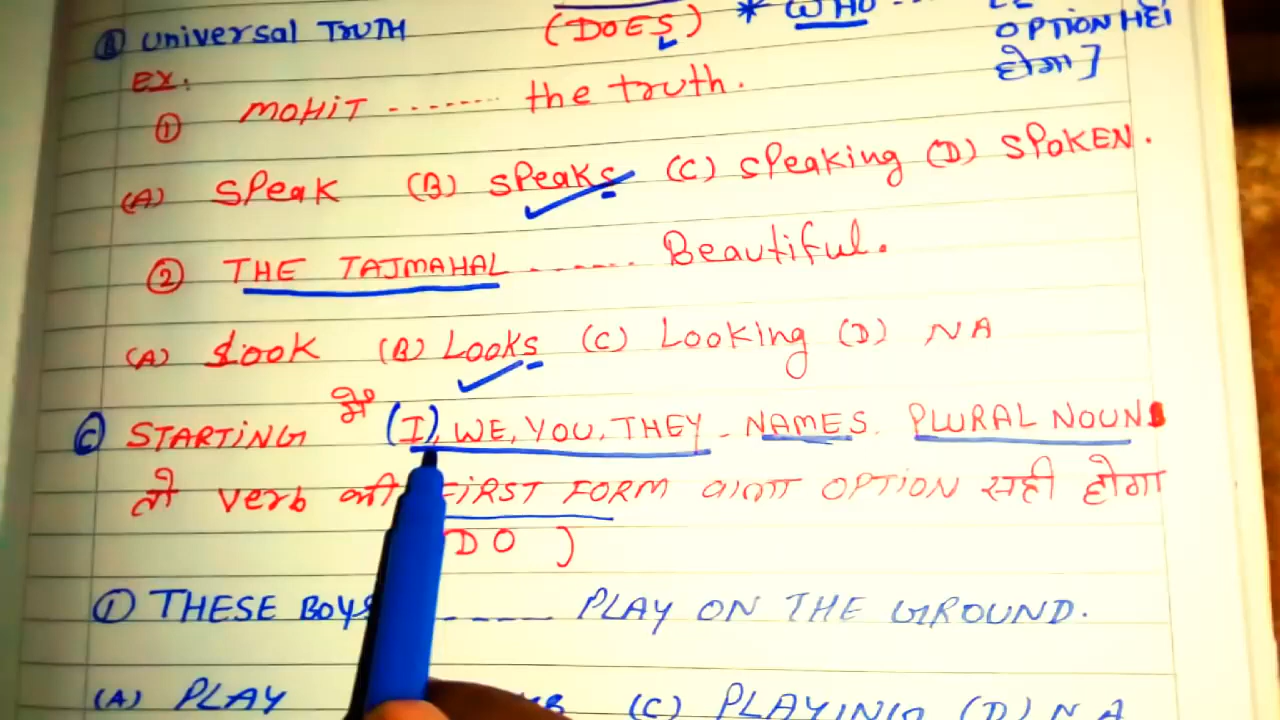 (B) Universal TRUTH (DOES) * WHO ----
OPTION HEI
होगा ]
EX.
① MOHIT -------- the truth.
(A) SPeak (B) SPeaks (C) SPeaking (D) SPOKEN.
② THE TAJMAHAL ------- Beautiful.
(A) Look (B) Looks (C) Looking (D) NA
(C) STARTING में (I, WE, YOU, THEY - NAMES. PLURAL NOUNS
तो verb की FIRST FORM वाला OPTION सही होगा
DO )
① THESE BOYS ------ PLAY ON THE GROUND.
(A) PLAY (C) PLAYING (D) NA